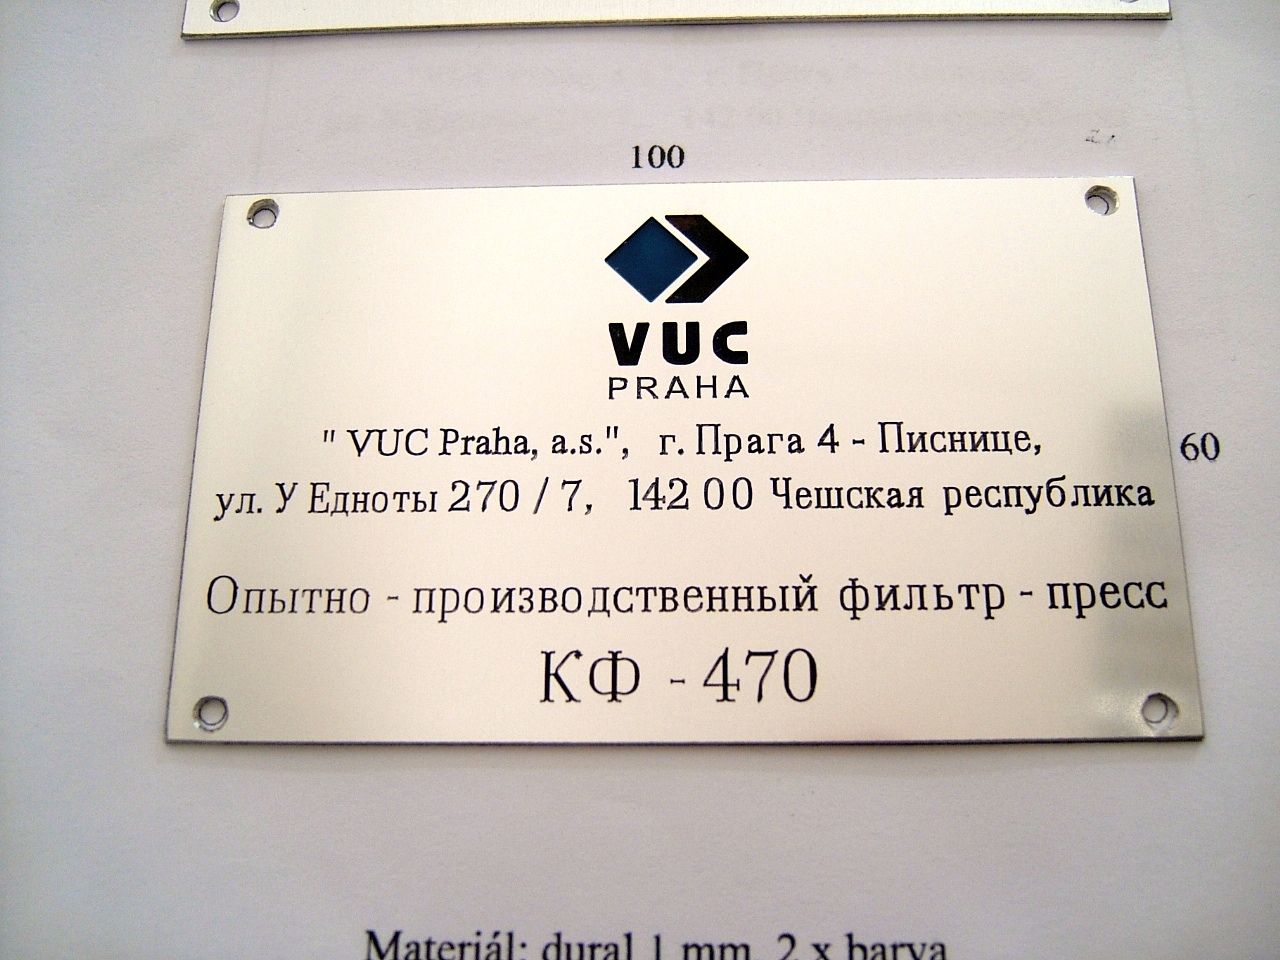 100
VUC
PRAHA
" VUC Praha, a.s.", г. Прага 4 - Писнице,
60
ул. У Едноты 270 / 7, 142 00 Чешская республика
Опытно - производственный фильтр - пресс
КФ - 470
Materiál: dural 1 mm, 2 x barva